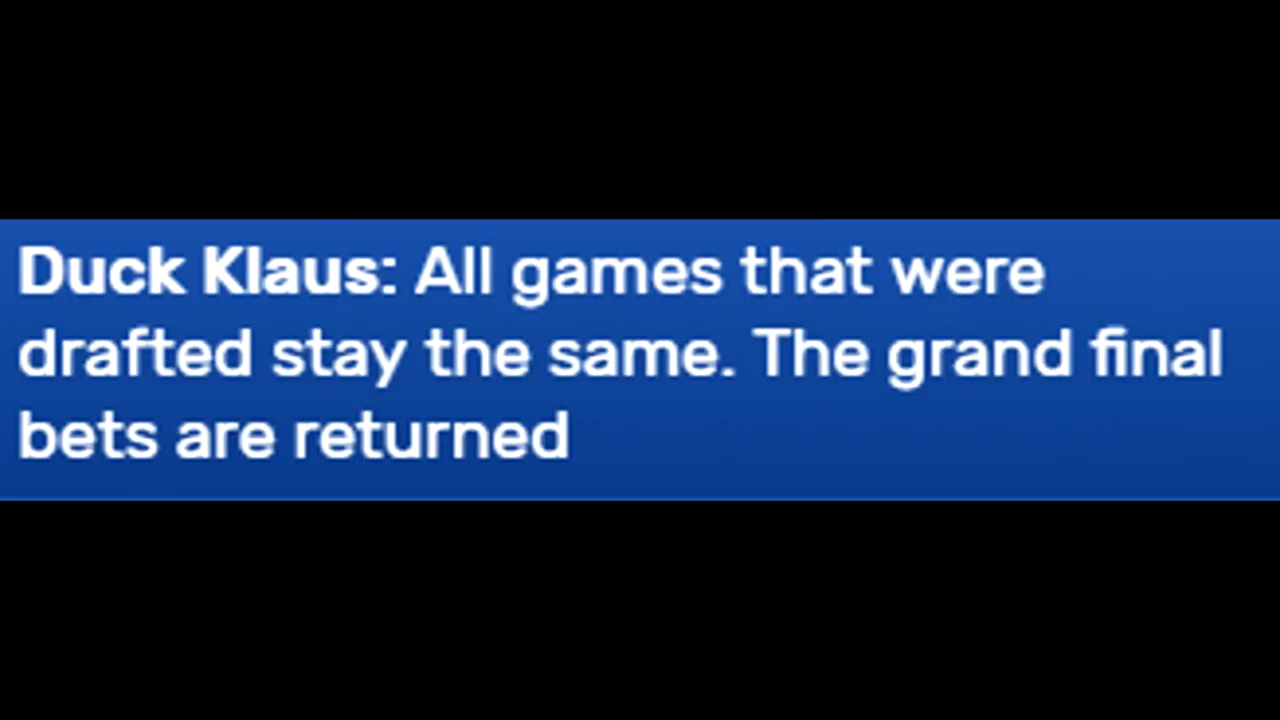 Duck Klaus: All games that were
drafted stay the same. The grand final
bets are returned